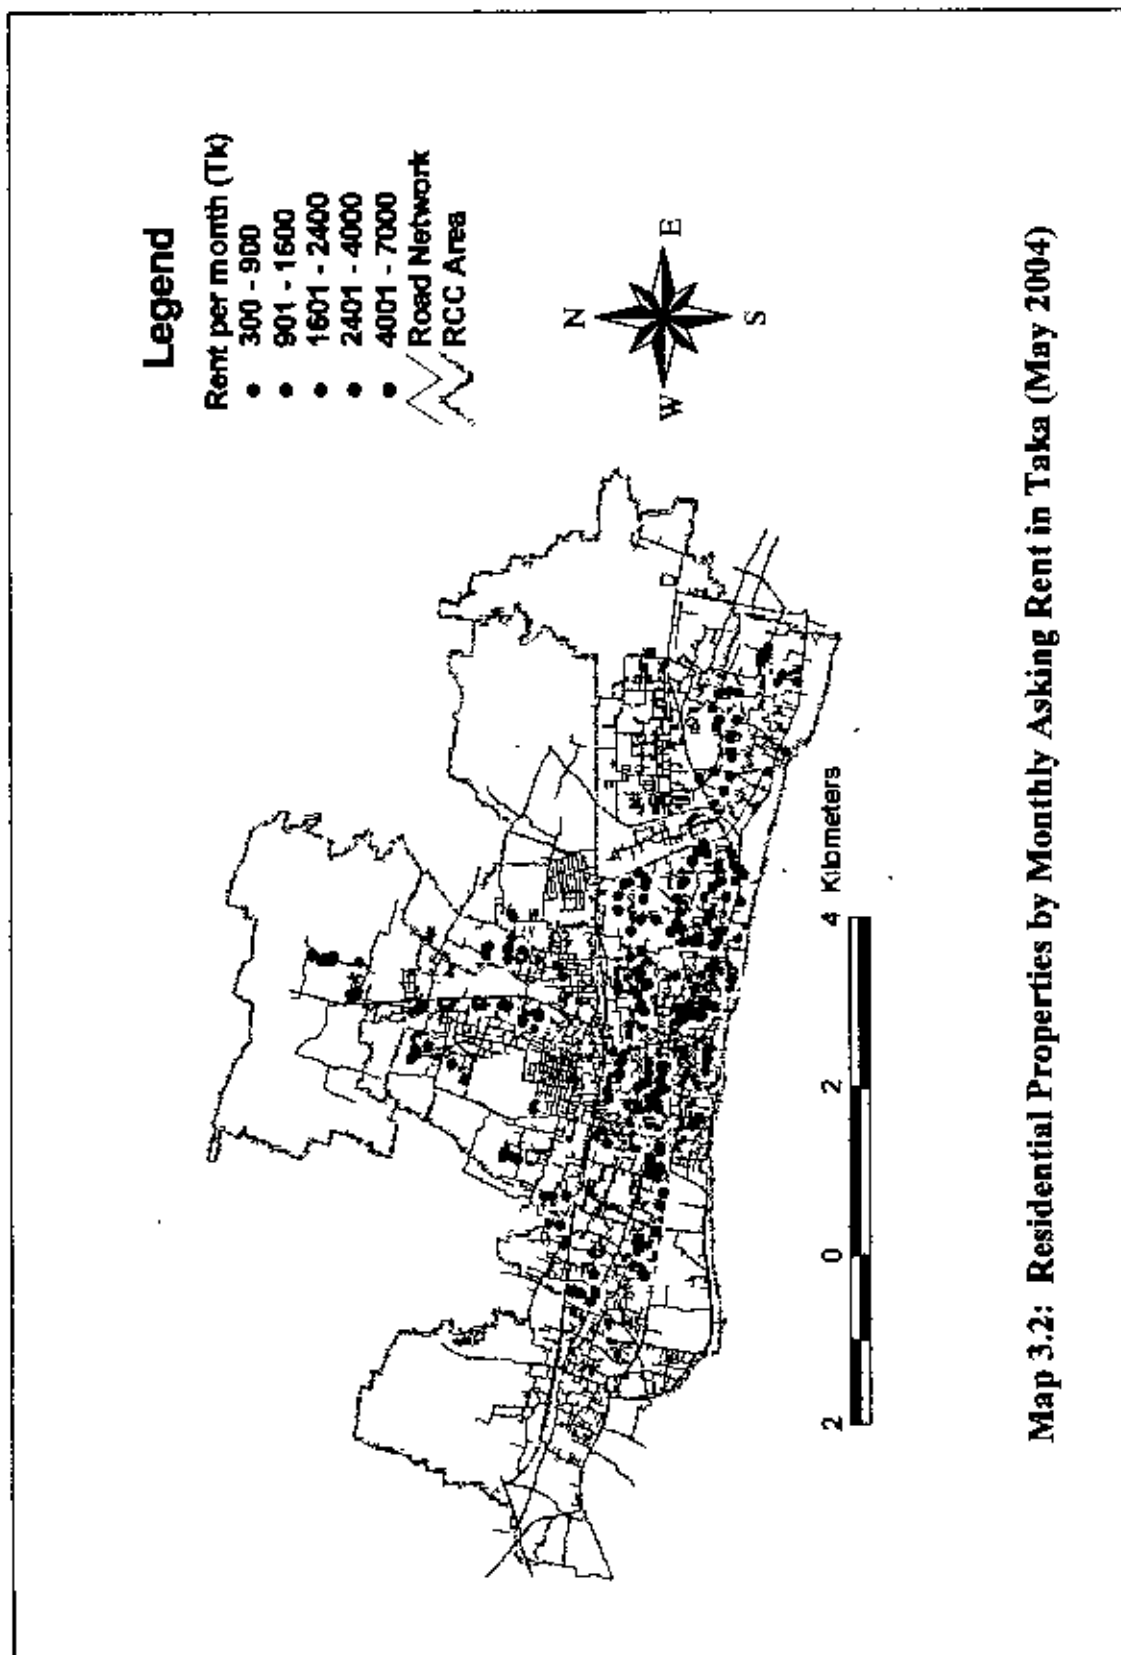 Legend
Rent per month (Tk)
300 - 900
901 - 1600
1601 - 2400
2401 - 4000
4001 - 7000
Road Network
RCC Area
N
W E
S
2 0 2 4 Kilometers
Map 3.2: Residential Properties by Monthly Asking Rent in Taka (May 2004)